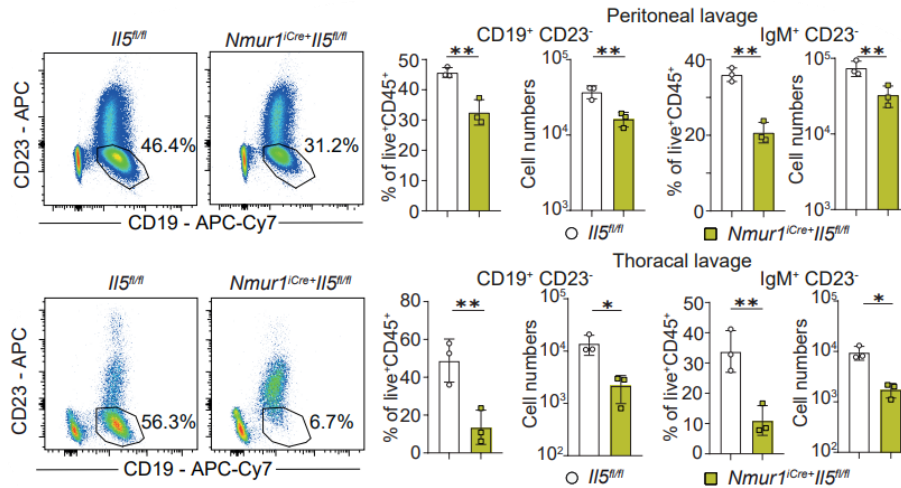 Il5fl/fl
Nmur1iCre+Il5fl/fl
CD23 - APC
46.4%
31.2%
CD19 - APC-Cy7
Peritoneal lavage
CD19+ CD23-
IgM+ CD23-
% of live+CD45+
60
40
30
20
10
0
**
Cell numbers
10^5
10^4
10^3
**
% of live+CD45+
40
20
0
**
Cell numbers
10^5
10^4
10^3
**
Il5fl/fl
Nmur1iCre+Il5fl/fl
Il5fl/fl
Nmur1iCre+Il5fl/fl
CD23 - APC
56.3%
6.7%
CD19 - APC-Cy7
Thoracal lavage
CD19+ CD23-
IgM+ CD23-
% of live+CD45+
80
60
40
20
0
**
Cell numbers
10^5
10^4
10^3
10^2
*
% of live+CD45+
50
40
30
20
10
0
**
Cell numbers
10^5
10^4
10^3
10^2
*
Il5fl/fl
Nmur1iCre+Il5fl/fl